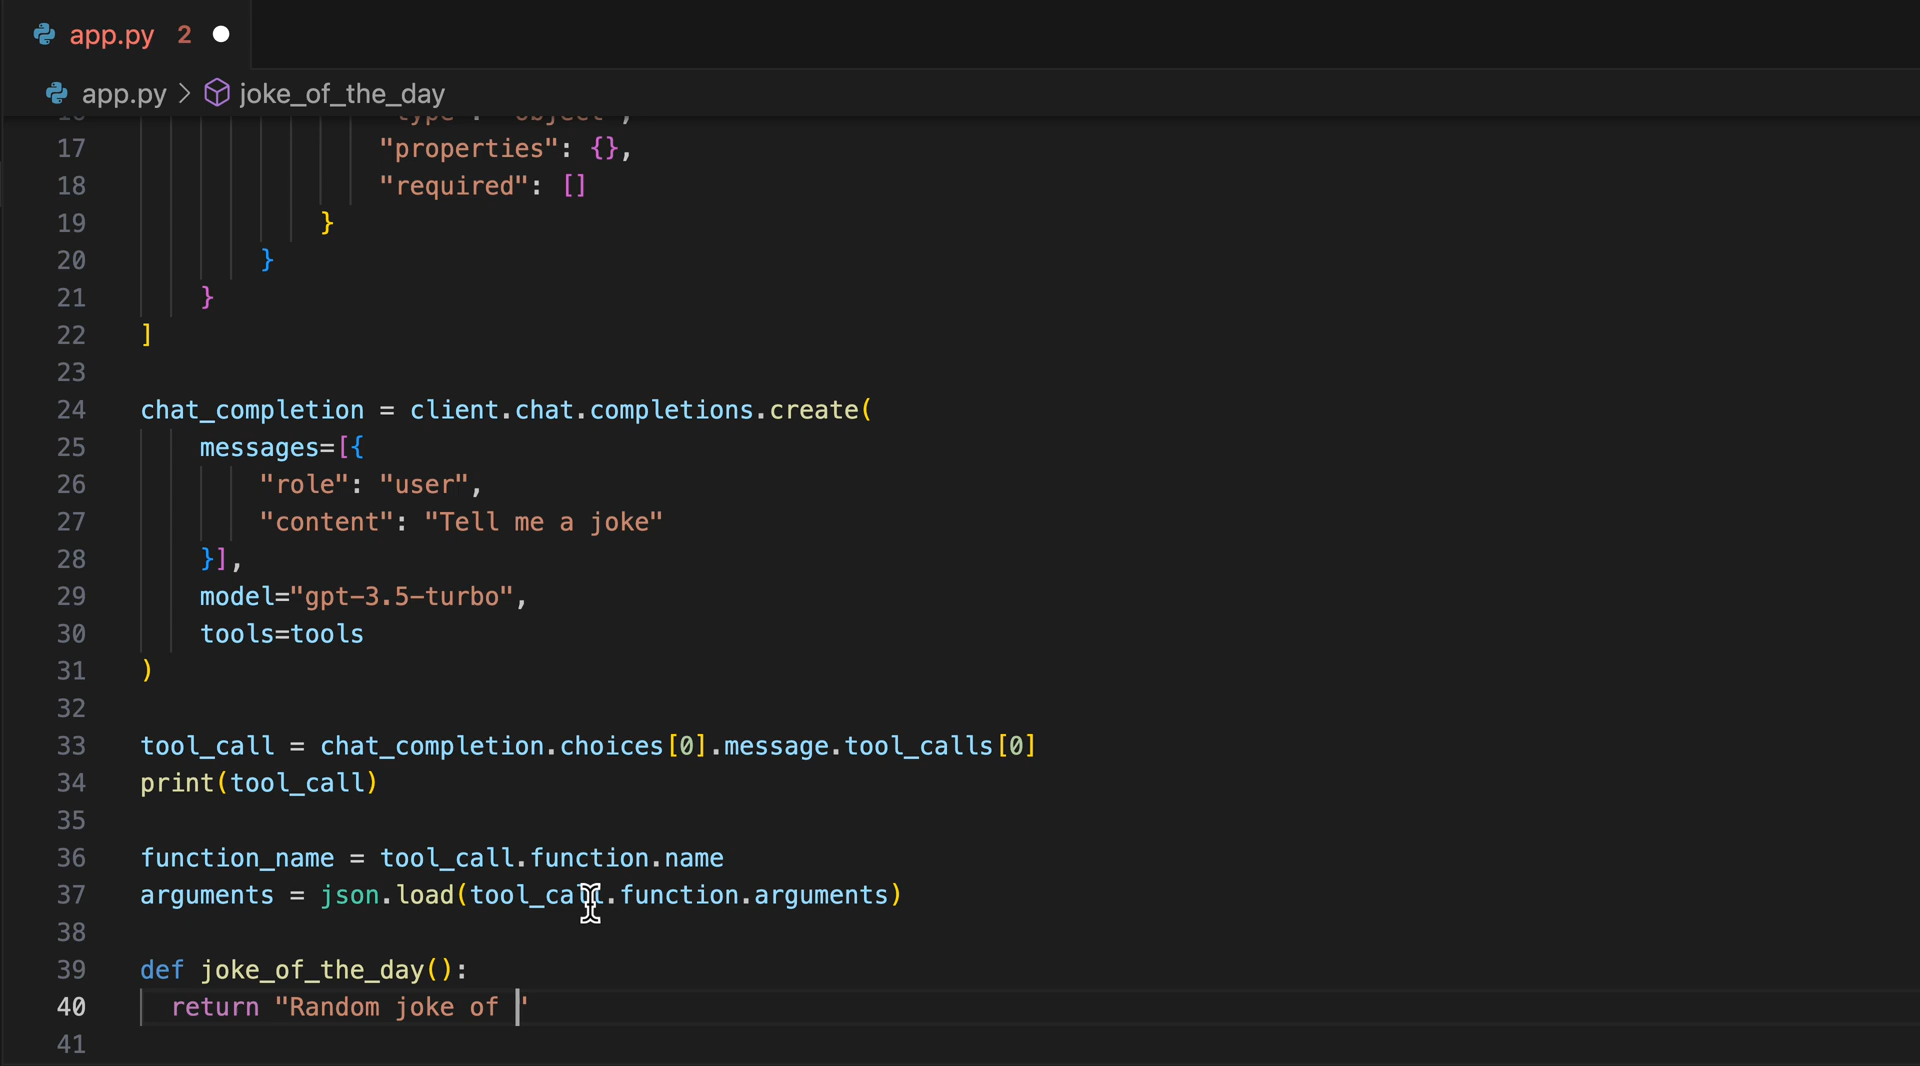 app.py 2
app.py > joke_of_the_day
16 "type": "object",
17 "properties": {},
18 "required": []
19 }
20 }
21 }
22 ]
23
24 chat_completion = client.chat.completions.create(
25 messages=[{
26 "role": "user",
27 "content": "Tell me a joke"
28 }],
29 model="gpt-3.5-turbo",
30 tools=tools
31 )
32
33 tool_call = chat_completion.choices[0].message.tool_calls[0]
34 print(tool_call)
35
36 function_name = tool_call.function.name
37 arguments = json.load(tool_call.function.arguments)
38
39 def joke_of_the_day():
40 return "Random joke of "
41